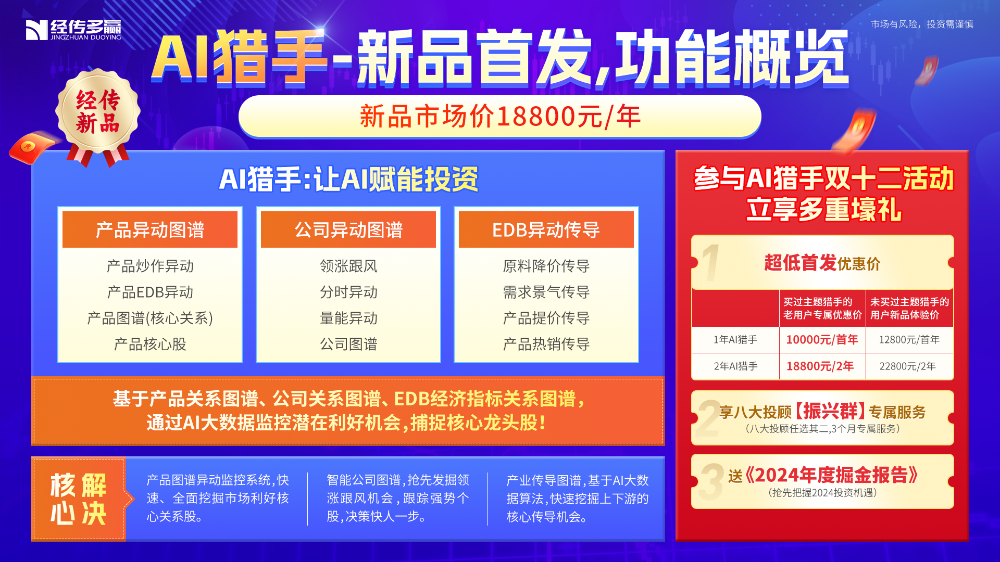 经传多赢
JINGZHUAN DUOYING
市场有风险，投资需谨慎
AI猎手-新品首发,功能概览
经传
新品
新品市场价18800元/年
AI猎手:让AI赋能投资
产品异动图谱
产品炒作异动
产品EDB异动
产品图谱(核心关系)
产品核心股
公司异动图谱
领涨跟风
分时异动
量能异动
公司图谱
EDB异动传导
原料降价传导
需求景气传导
产品提价传导
产品热销传导
基于产品关系图谱、公司关系图谱、EDB经济指标关系图谱，
通过AI大数据监控潜在利好机会,捕捉核心龙头股！
核心
解决
产品图谱异动监控系统,快
速、全面挖掘市场利好核
心关系股。
智能公司图谱,抢先发掘领
涨跟风机会,跟踪强势个
股,决策快人一步。
产业传导图谱,基于AI大数
据算法,快速挖掘上下游的
核心传导机会。
参与AI猎手双十二活动
立享多重壕礼
1
超低首发优惠价
买过主题猎手的
老用户专属优惠价
未买过主题猎手的
用户新品体验价
1年AI猎手
10000元/首年
12800元/首年
2年AI猎手
18800元/2年
22800元/2年
2
享八大投顾【振兴群】专属服务
（八大投顾任选其二,3个月专属服务）
3
送《2024年度掘金报告》
（抢先把握2024投资机遇）